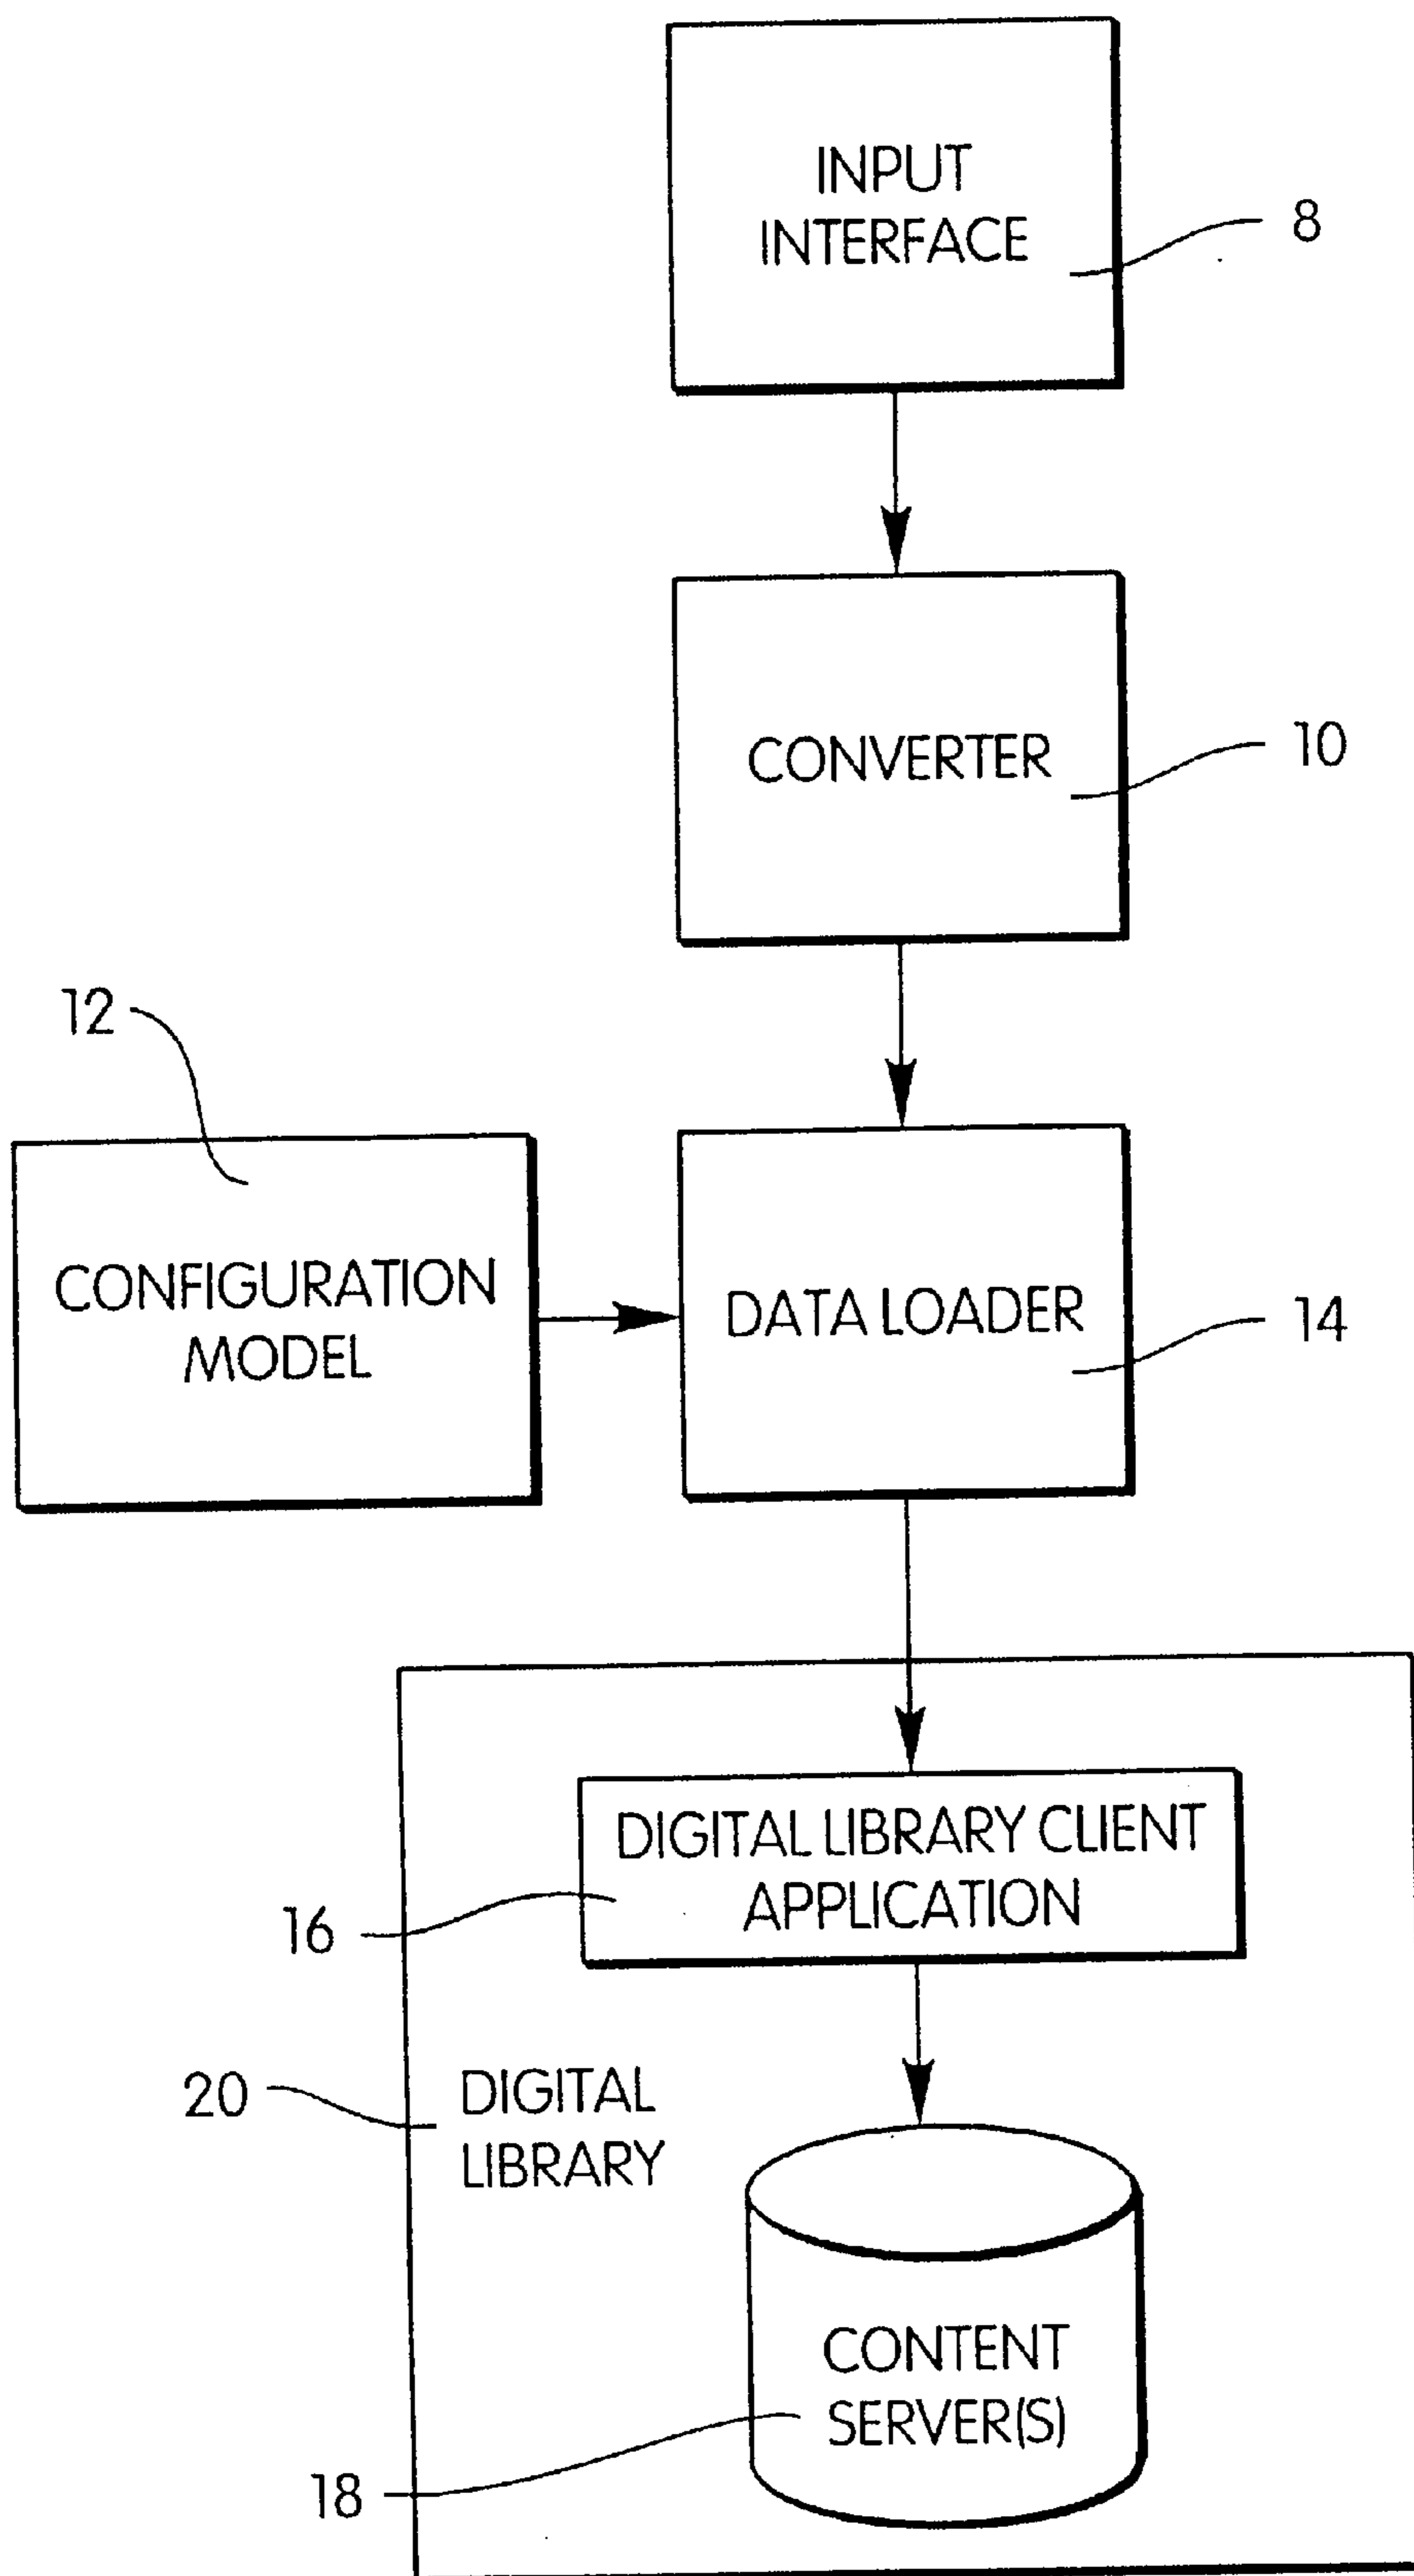 INPUT
INTERFACE
8
CONVERTER
10
12
CONFIGURATION
MODEL
DATA LOADER
14
DIGITAL LIBRARY CLIENT
APPLICATION
16
20
DIGITAL
LIBRARY
CONTENT
SERVER(S)
18